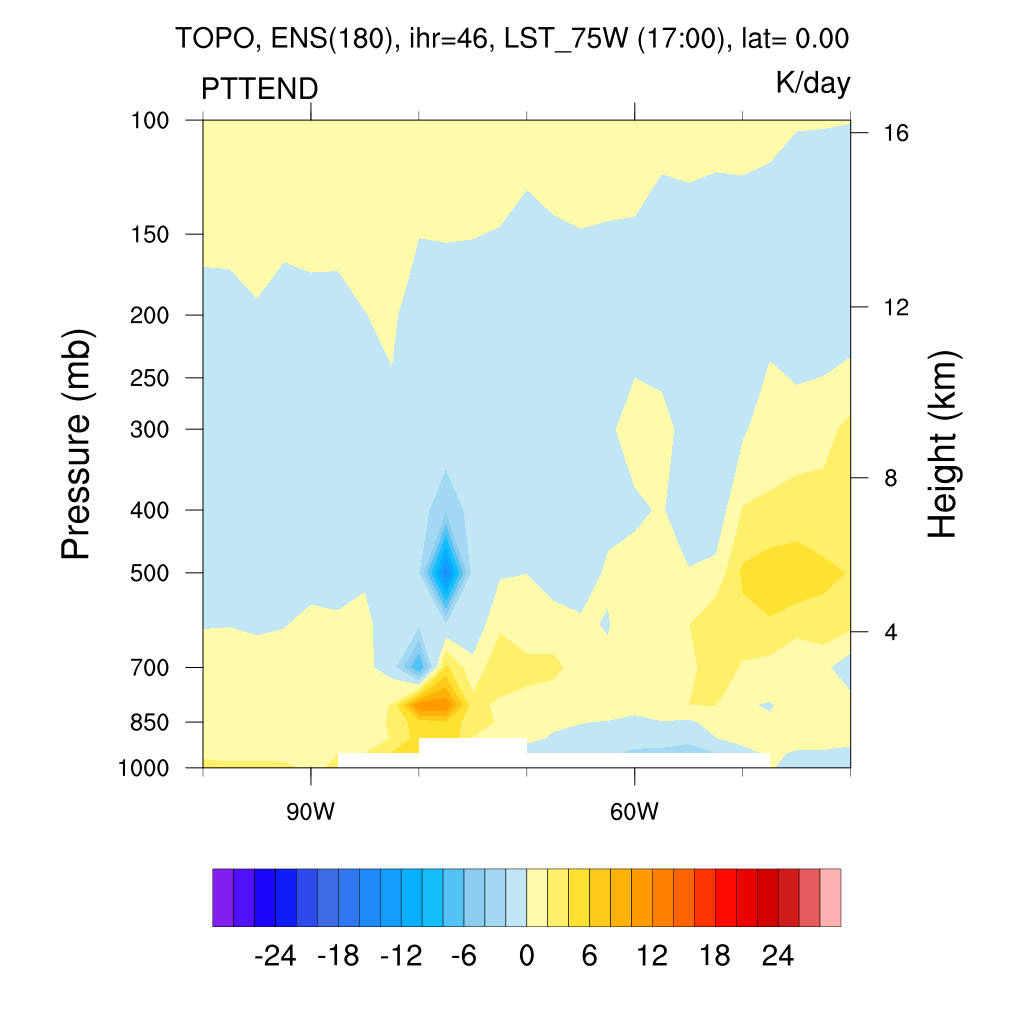 TOPO, ENS(180), ihr=46, LST_75W (17:00), lat= 0.00
PTTEND
K/day
100
150
200
250
300
400
500
700
850
1000
Pressure (mb)
16
12
8
4
Height (km)
90W
60W
-24 -18 -12 -6 0 6 12 18 24